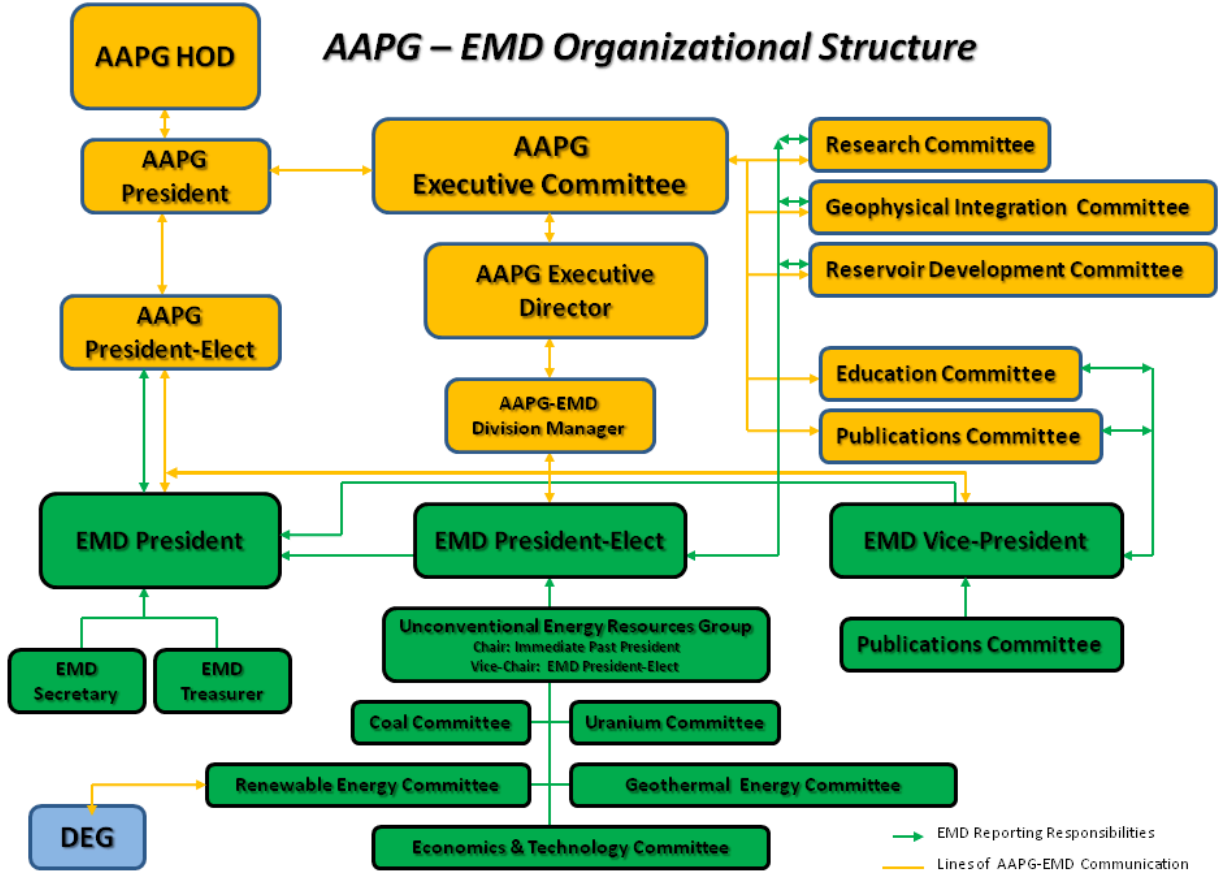 AAPG HOD
AAPG – EMD Organizational Structure
AAPG
President
AAPG
Executive Committee
Research Committee
Geophysical Integration Committee
Reservoir Development Committee
AAPG Executive
Director
AAPG
President-Elect
Education Committee
AAPG-EMD
Division Manager
Publications Committee
EMD President
EMD President-Elect
EMD Vice-President
Unconventional Energy Resources Group
Chair: Immediate Past President
Vice-Chair: EMD President-Elect
Publications Committee
EMD
Secretary
EMD
Treasurer
Coal Committee
Uranium Committee
Renewable Energy Committee
Geothermal Energy Committee
DEG
Economics & Technology Committee
EMD Reporting Responsibilities
Lines of AAPG-EMD Communication